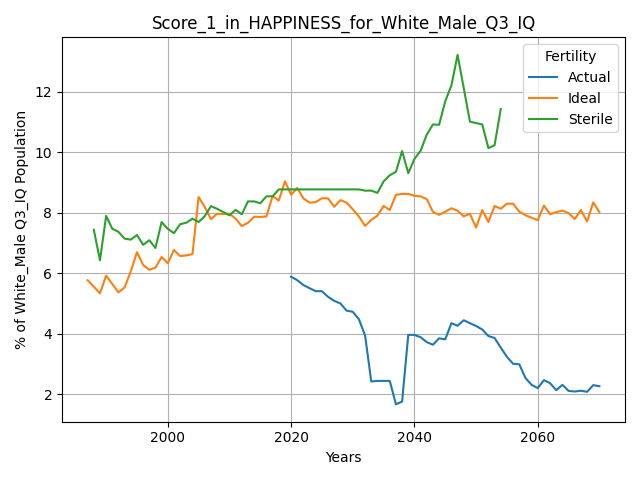 Score_1_in_HAPPINESS_for_White_Male_Q3_IQ
% of White_Male Q3_IQ Population
12
10
8
6
4
2
Fertility
Actual
Ideal
Sterile
2000
2020
2040
2060
Years